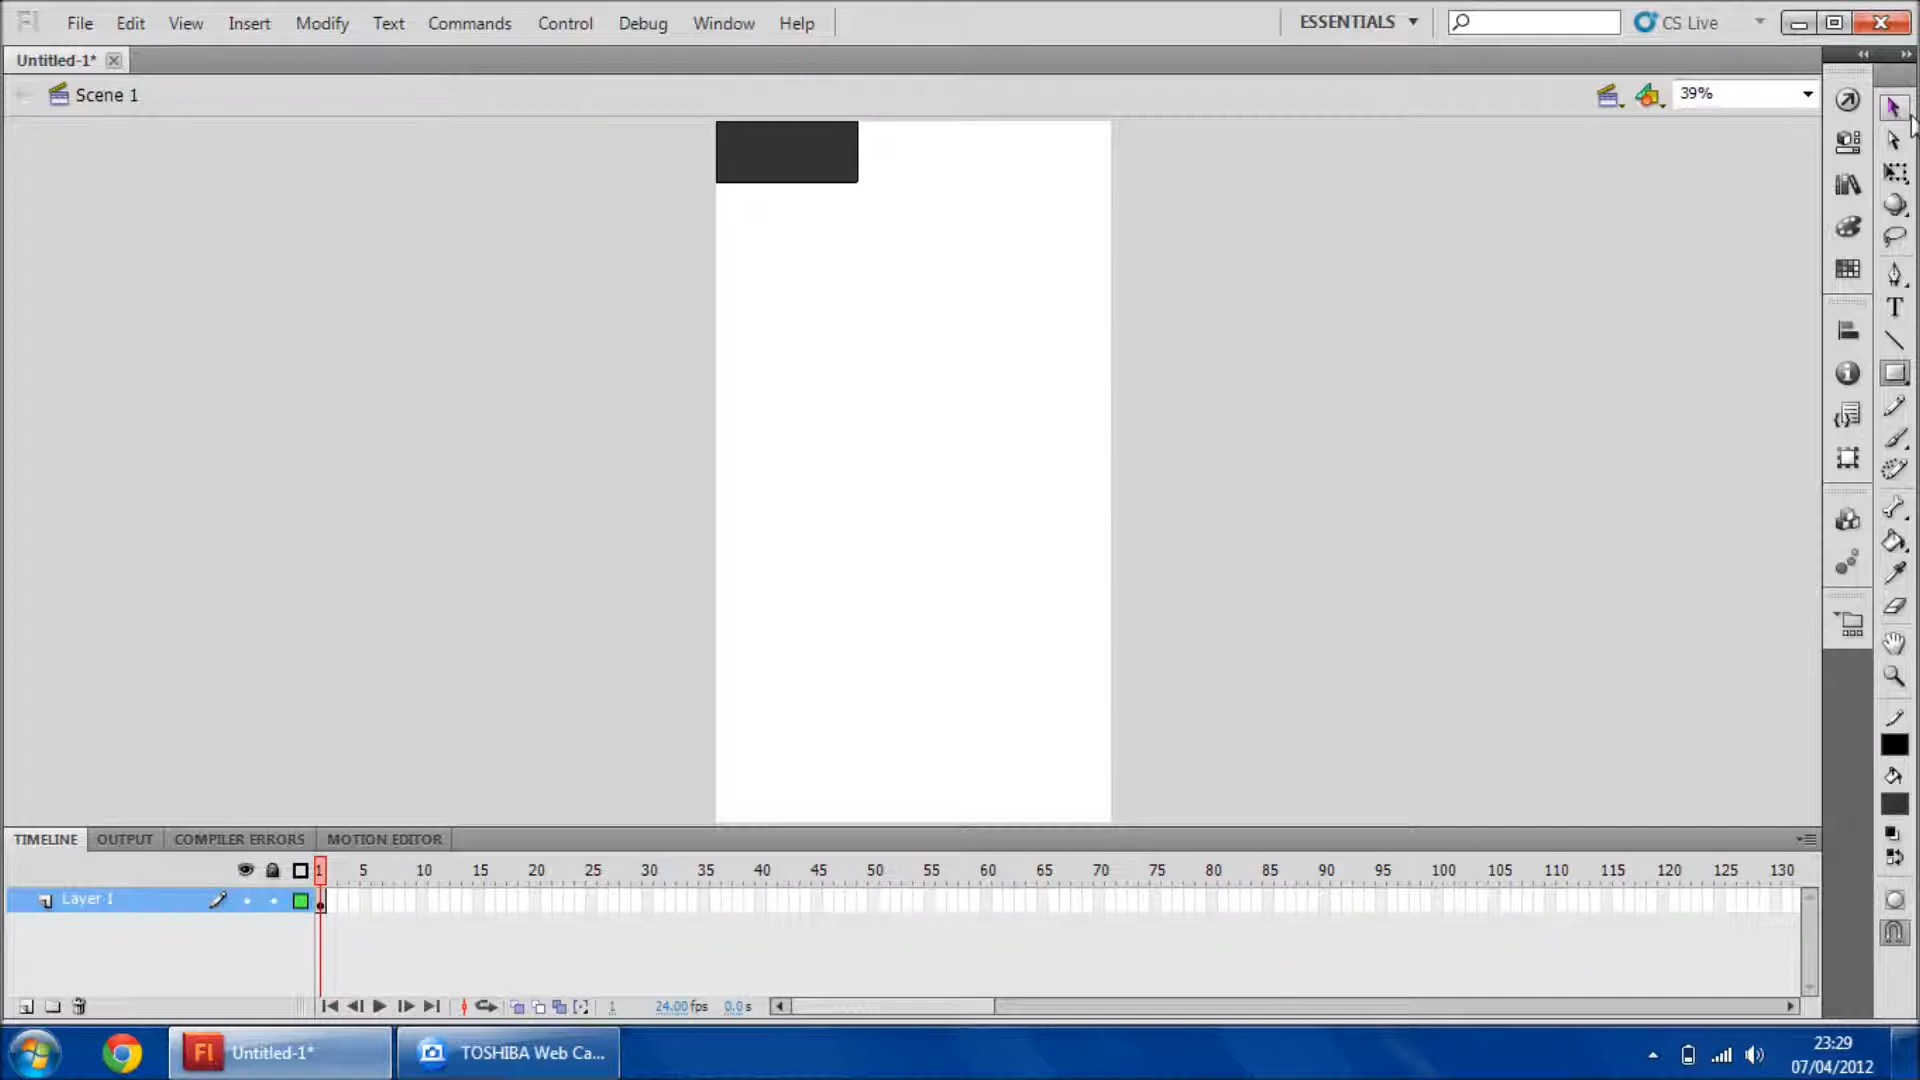 Fl File Edit View Insert Modify Text Commands Control Debug Window Help ESSENTIALS CS Live
Untitled-1*
Scene 1 39%
T
TIMELINE OUTPUT COMPILER ERRORS MOTION EDITOR
1 5 10 15 20 25 30 35 40 45 50 55 60 65 70 75 80 85 90 95 100 105 110 115 120 125 130
Layer 1
1 24.00 fps 0.0 s
Fl Untitled-1* TOSHIBA Web Ca...
23:29
07/04/2012